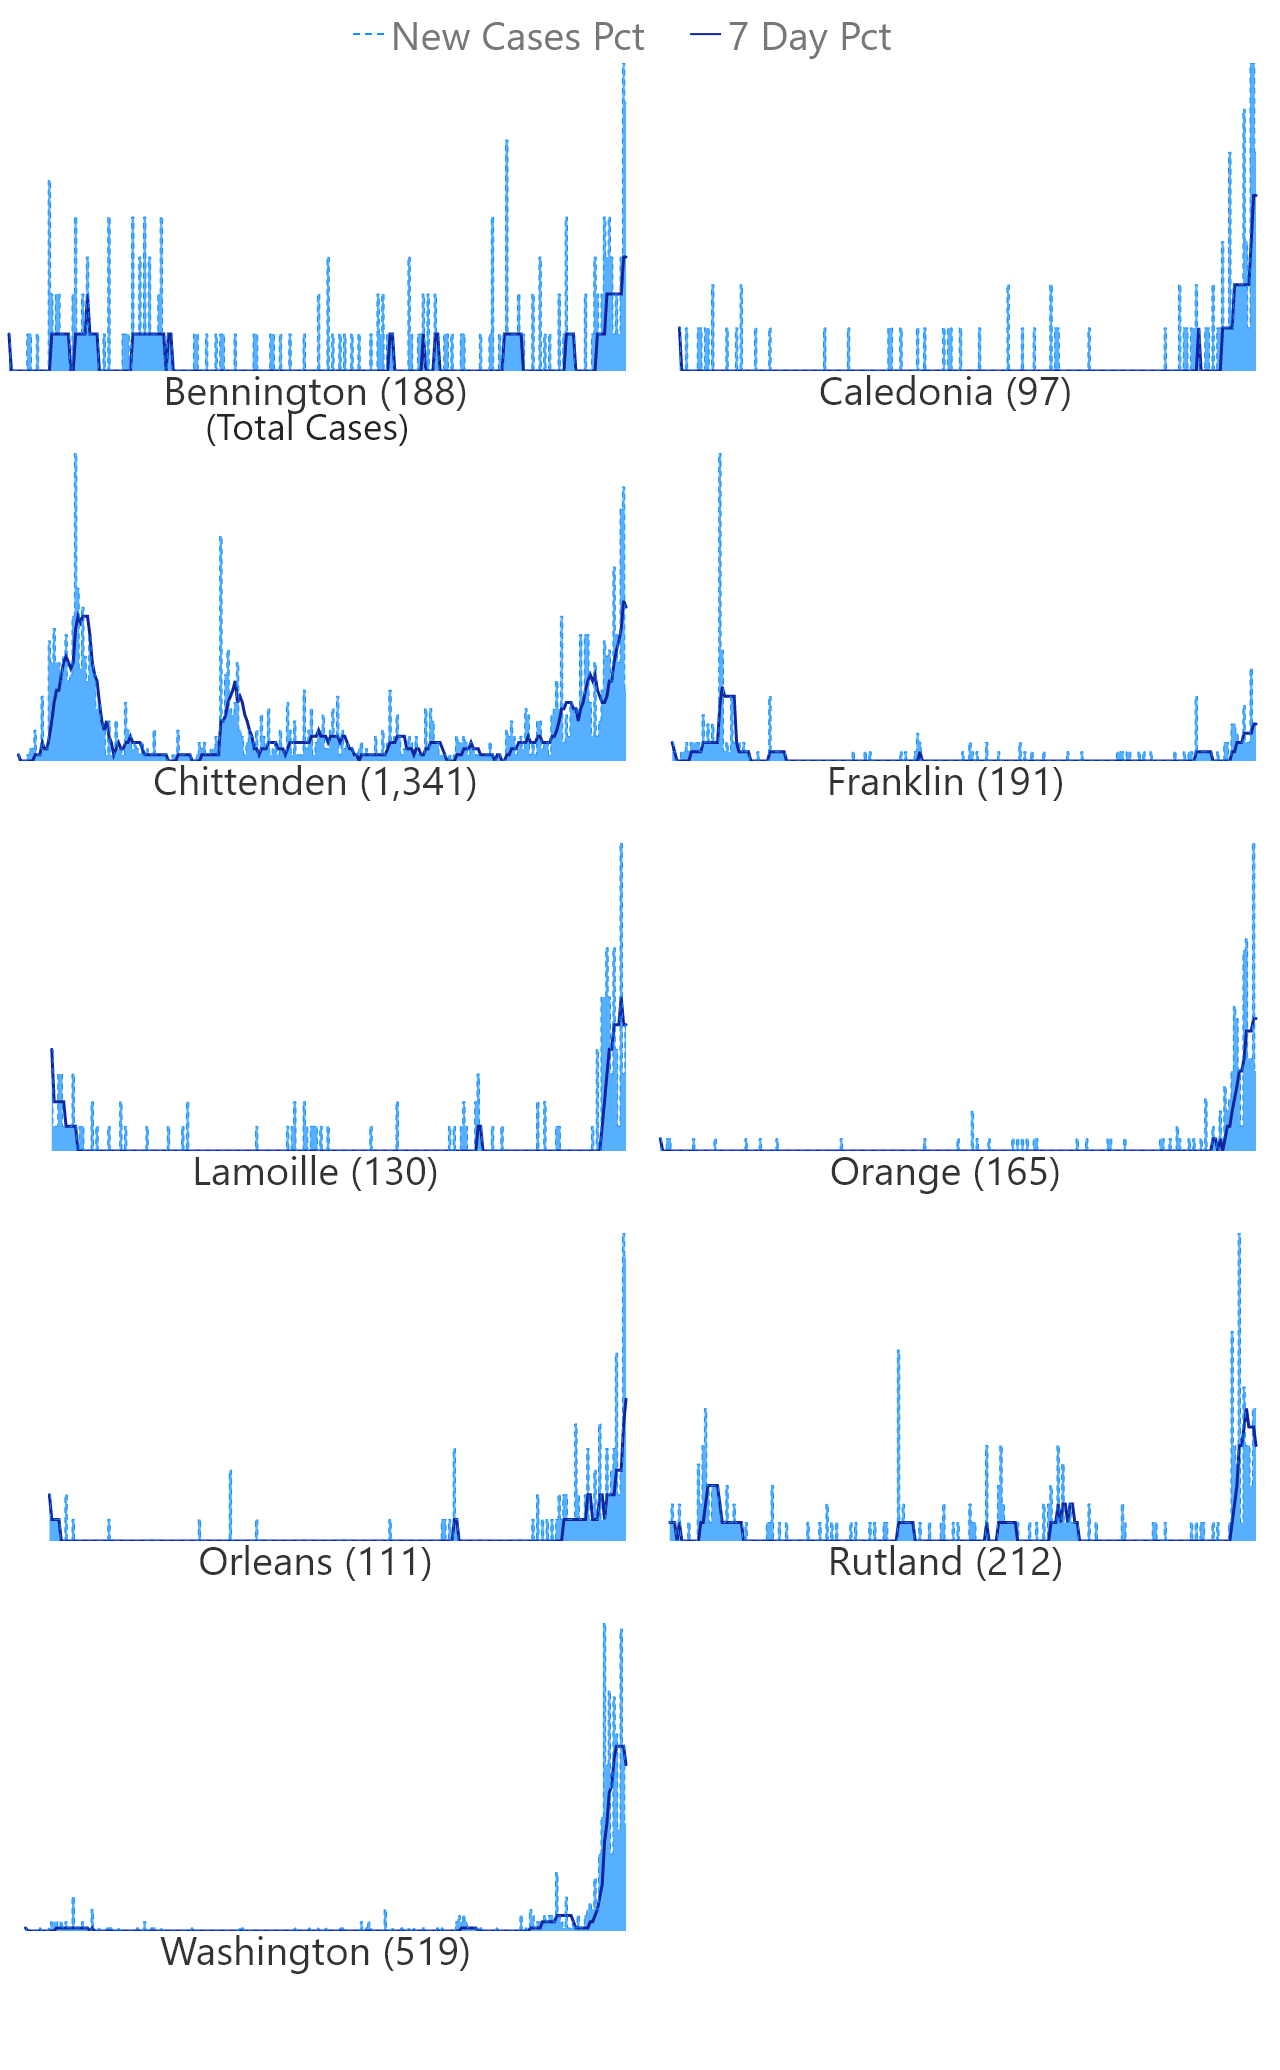 New Cases Pct 7 Day Pct
Bennington (188) Caledonia (97)
(Total Cases)
Chittenden (1,341) Franklin (191)
Lamoille (130) Orange (165)
Orleans (111) Rutland (212)
Washington (519)